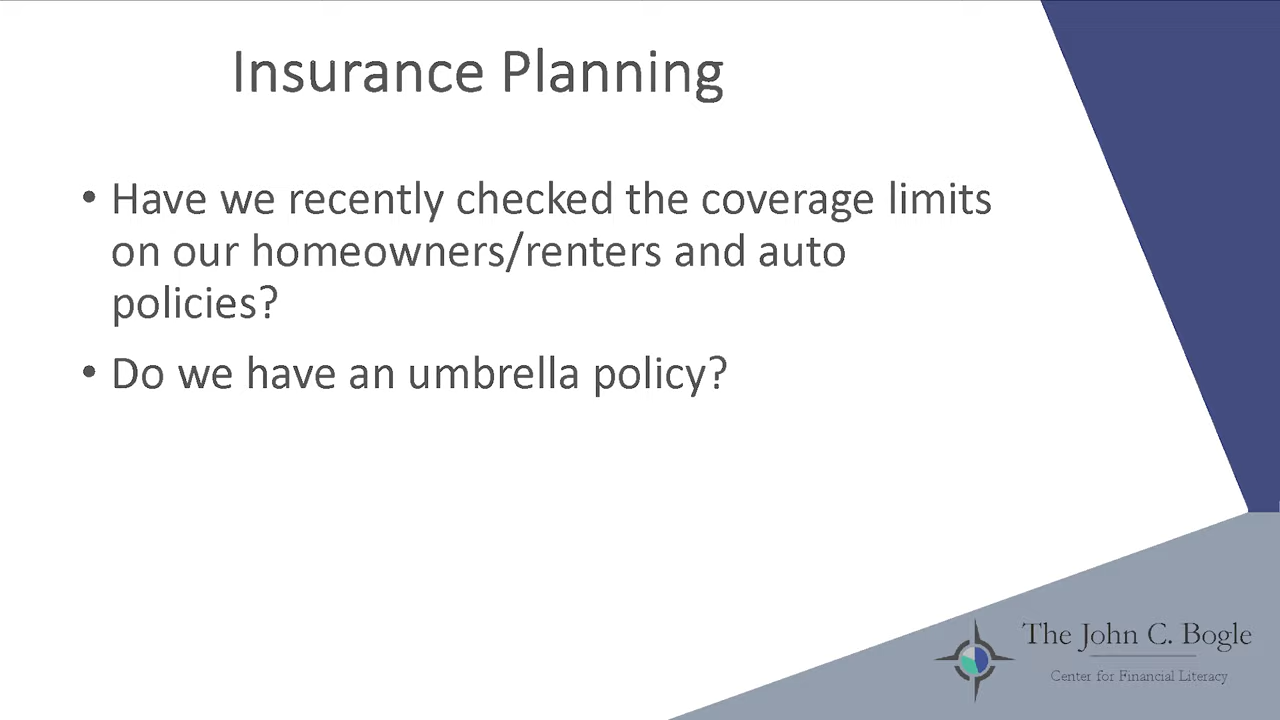 Insurance Planning
• Have we recently checked the coverage limits
on our homeowners/renters and auto
policies?
• Do we have an umbrella policy?
The John C. Bogle
Center for Financial Literacy